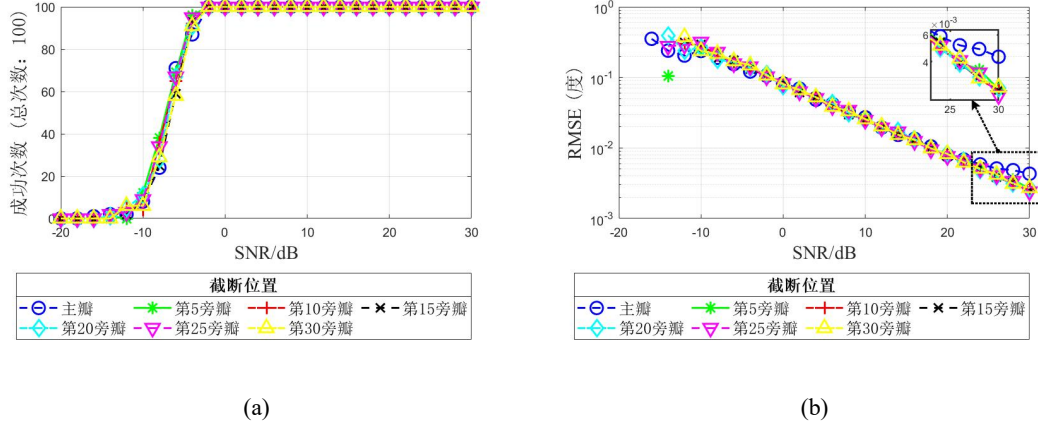 (a)
成功次数（总次数：100）
100
80
60
40
20
0
-20 -10 0 10 20 30
SNR/dB
截断位置
主瓣 第5旁瓣 第10旁瓣 第15旁瓣
第20旁瓣 第25旁瓣 第30旁瓣
(b)
RMSE（度）
10^0
10^-1
10^-2
10^-3
×10^-3
6
4
25 30
-20 -10 0 10 20 30
SNR/dB
截断位置
主瓣 第5旁瓣 第10旁瓣 第15旁瓣
第20旁瓣 第25旁瓣 第30旁瓣
(a)
(b)